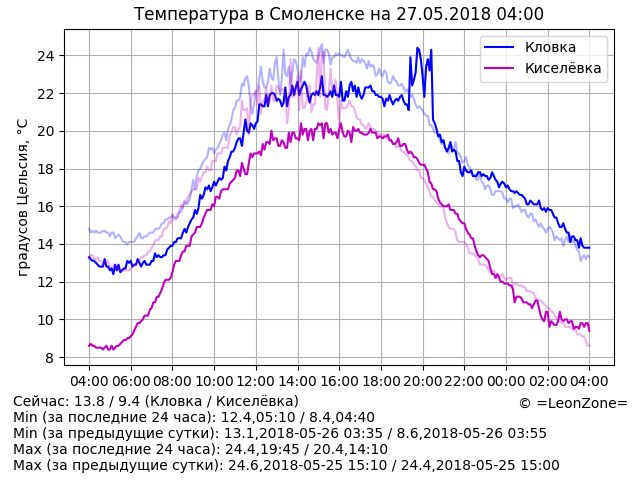 Температура в Смоленске на 27.05.2018 04:00
Кловка
Киселёвка
градусов Цельсия, °C
24
22
20
18
16
14
12
10
8
04:00 06:00 08:00 10:00 12:00 14:00 16:00 18:00 20:00 22:00 00:00 02:00 04:00
Сейчас: 13.8 / 9.4 (Кловка / Киселёвка)
© =LeonZone=
Min (за последние 24 часа): 12.4,05:10 / 8.4,04:40
Min (за предыдущие сутки): 13.1,2018-05-26 03:35 / 8.6,2018-05-26 03:55
Max (за последние 24 часа): 24.4,19:45 / 20.4,14:10
Max (за предыдущие сутки): 24.6,2018-05-25 15:10 / 24.4,2018-05-25 15:00